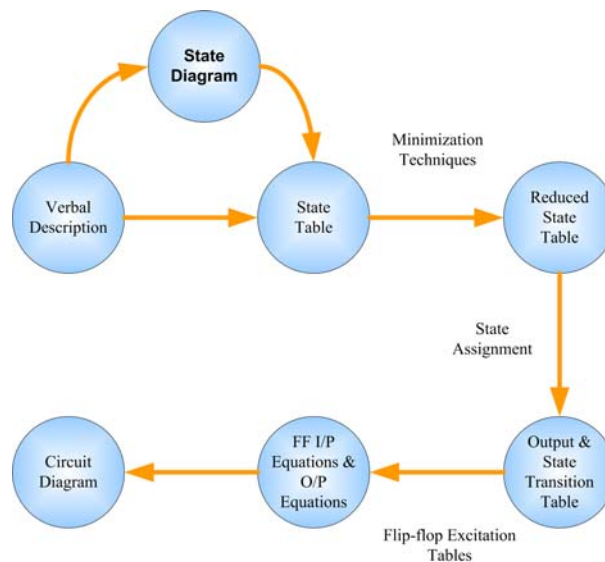 State
Diagram
Minimization
Techniques
Verbal
Description
State
Table
Reduced
State
Table
State
Assignment
Circuit
Diagram
FF I/P
Equations &
O/P
Equations
Output &
State
Transition
Table
Flip-flop Excitation
Tables